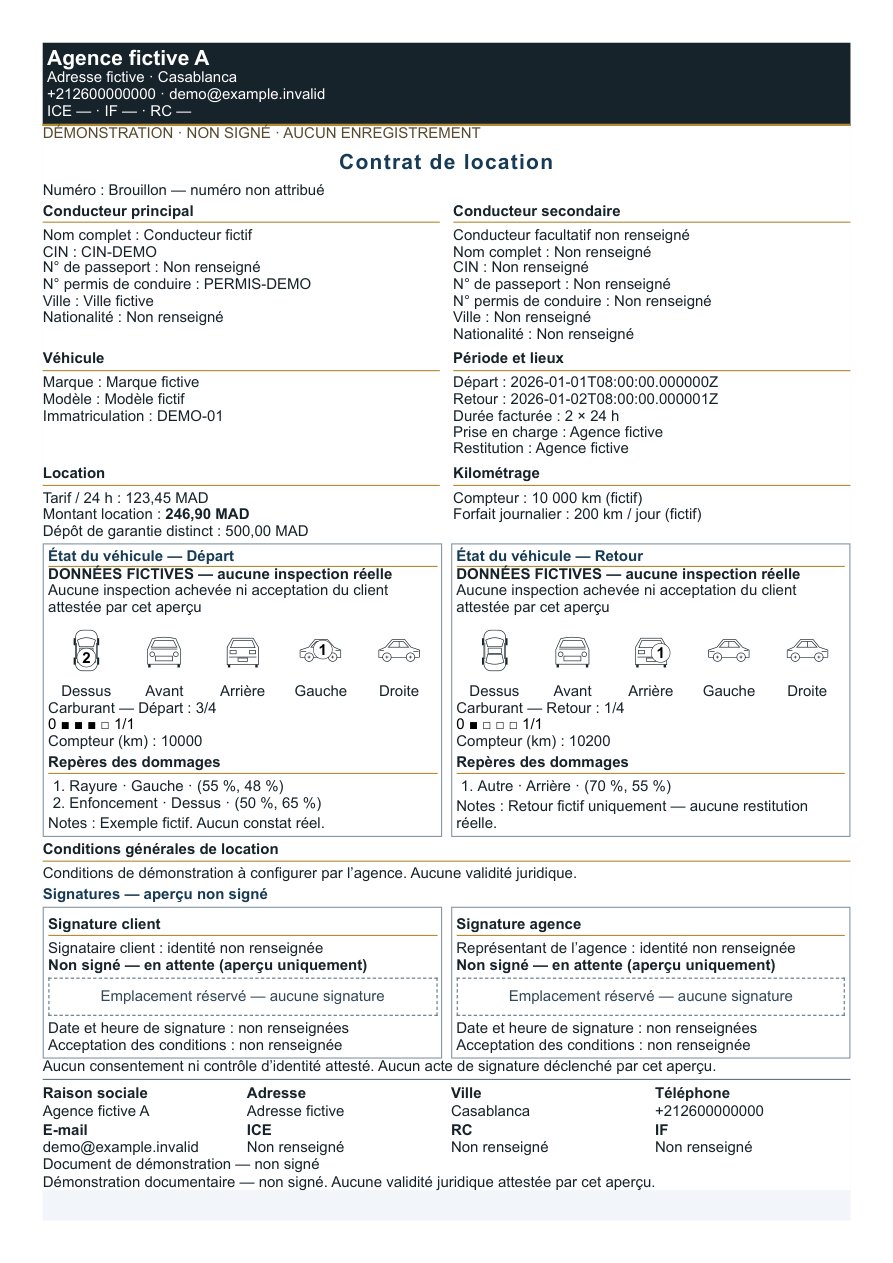 Agence fictive A
Adresse fictive · Casablanca
+212600000000 · demo@example.invalid
ICE — · IF — · RC —
DÉMONSTRATION · NON SIGNÉ · AUCUN ENREGISTREMENT
Contrat de location
Numéro : Brouillon — numéro non attribué
Conducteur principal
Nom complet : Conducteur fictif
CIN : CIN-DEMO
N° de passeport : Non renseigné
N° permis de conduire : PERMIS-DEMO
Ville : Ville fictive
Nationalité : Non renseigné
Conducteur secondaire
Conducteur facultatif non renseigné
Nom complet : Non renseigné
CIN : Non renseigné
N° de passeport : Non renseigné
N° permis de conduire : Non renseigné
Ville : Non renseigné
Nationalité : Non renseigné
Véhicule
Marque : Marque fictive
Modèle : Modèle fictif
Immatriculation : DEMO-01
Période et lieux
Départ : 2026-01-01T08:00:00.000000Z
Retour : 2026-01-02T08:00:00.000001Z
Durée facturée : 2 × 24 h
Prise en charge : Agence fictive
Restitution : Agence fictive
Location
Tarif / 24 h : 123,45 MAD
Montant location : 246,90 MAD
Dépôt de garantie distinct : 500,00 MAD
Kilométrage
Compteur : 10 000 km (fictif)
Forfait journalier : 200 km / jour (fictif)
État du véhicule — Départ
DONNÉES FICTIVES — aucune inspection réelle
Aucune inspection achevée ni acceptation du client
attestée par cet aperçu
2 1
Dessus Avant Arrière Gauche Droite
Carburant — Départ : 3/4
0 ■ ■ ■ □ 1/1
Compteur (km) : 10000
Repères des dommages
1. Rayure · Gauche · (55 %, 48 %)
2. Enfoncement · Dessus · (50 %, 65 %)
Notes : Exemple fictif. Aucun constat réel.
État du véhicule — Retour
DONNÉES FICTIVES — aucune inspection réelle
Aucune inspection achevée ni acceptation du client
attestée par cet aperçu
1
Dessus Avant Arrière Gauche Droite
Carburant — Retour : 1/4
0 ■ □ □ □ 1/1
Compteur (km) : 10200
Repères des dommages
1. Autre · Arrière · (70 %, 55 %)
Notes : Retour fictif uniquement — aucune restitution
réelle.
Conditions générales de location
Conditions de démonstration à configurer par l’agence. Aucune validité juridique.
Signatures — aperçu non signé
Signature client
Signataire client : identité non renseignée
Non signé — en attente (aperçu uniquement)
Emplacement réservé — aucune signature
Date et heure de signature : non renseignées
Acceptation des conditions : non renseignée
Signature agence
Représentant de l’agence : identité non renseignée
Non signé — en attente (aperçu uniquement)
Emplacement réservé — aucune signature
Date et heure de signature : non renseignées
Acceptation des conditions : non renseignée
Aucun consentement ni contrôle d’identité attesté. Aucun acte de signature déclenché par cet aperçu.
Raison sociale Adresse Ville Téléphone
Agence fictive A Adresse fictive Casablanca +212600000000
E-mail ICE RC IF
demo@example.invalid Non renseigné Non renseigné Non renseigné
Document de démonstration — non signé
Démonstration documentaire — non signé. Aucune validité juridique attestée par cet aperçu.